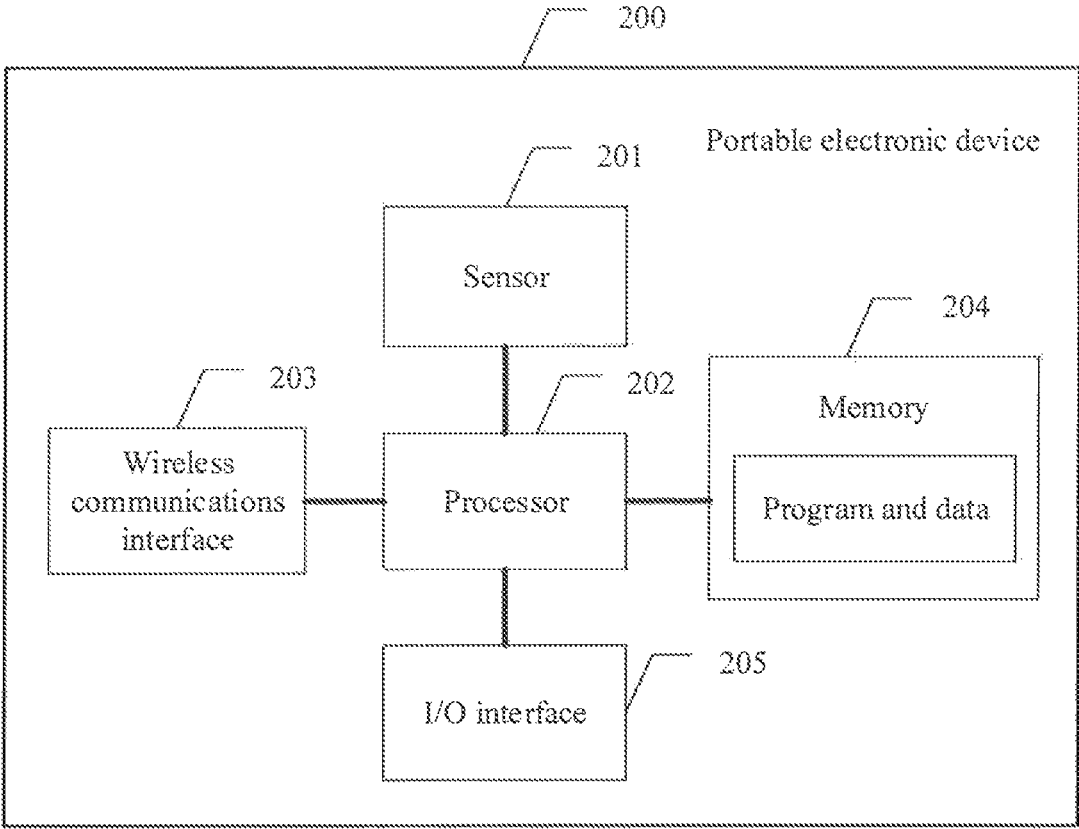 200
Portable electronic device
201
Sensor
204
203
202
Memory
Wireless
communications
interface
Processor
Program and data
205
I/O interface